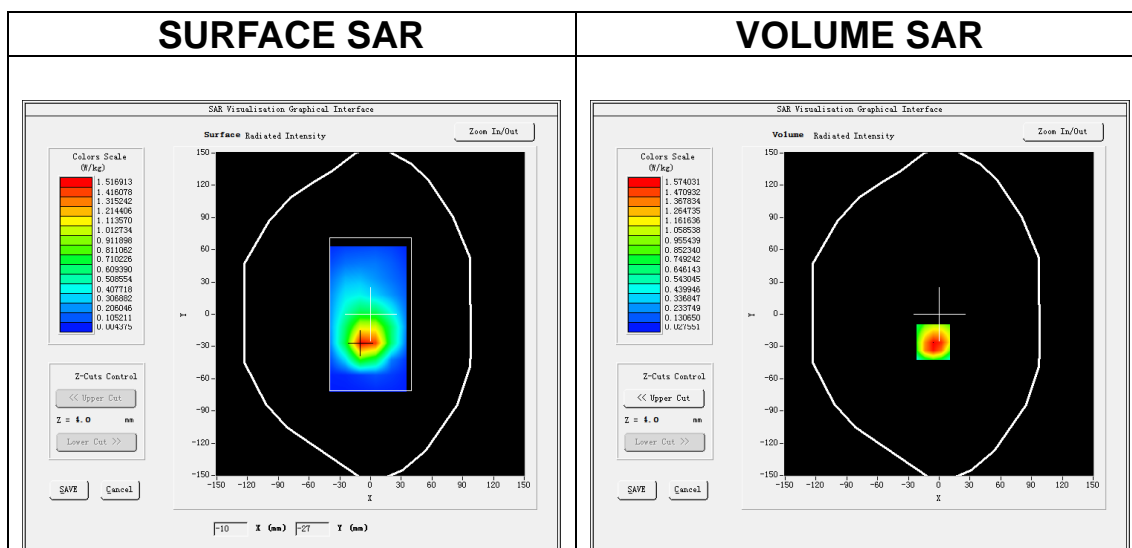 SURFACE SAR
VOLUME SAR
SAR Visualisation Graphical Interface
Surface Radiated Intensity
Zoom In/Out
Colors Scale
(W/kg)
1.516913
1.416078
1.315242
1.214406
1.113570
1.012734
0.911898
0.811062
0.710226
0.609390
0.508554
0.407718
0.306882
0.206046
0.105211
0.004375
150
120
90
60
30
0
-30
-60
-90
-120
-150
Y
-150 -120 -90 -60 -30 0 30 60 90 120 150
X
Z-Cuts Control
<< Upper Cut
Z = 4.0 mm
Lower Cut >>
SAVE Cancel
-10 X (mm) -27 Y (mm)
SAR Visualisation Graphical Interface
Volume Radiated Intensity
Zoom In/Out
Colors Scale
(W/kg)
1.574031
1.470932
1.367834
1.264735
1.161636
1.058538
0.955439
0.852340
0.749242
0.646143
0.543045
0.439946
0.336847
0.233749
0.130650
0.027551
150
120
90
60
30
0
-30
-60
-90
-120
-150
Y
-150 -120 -90 -60 -30 0 30 60 90 120 150
X
Z-Cuts Control
<< Upper Cut
Z = 4.0 mm
Lower Cut >>
SAVE Cancel